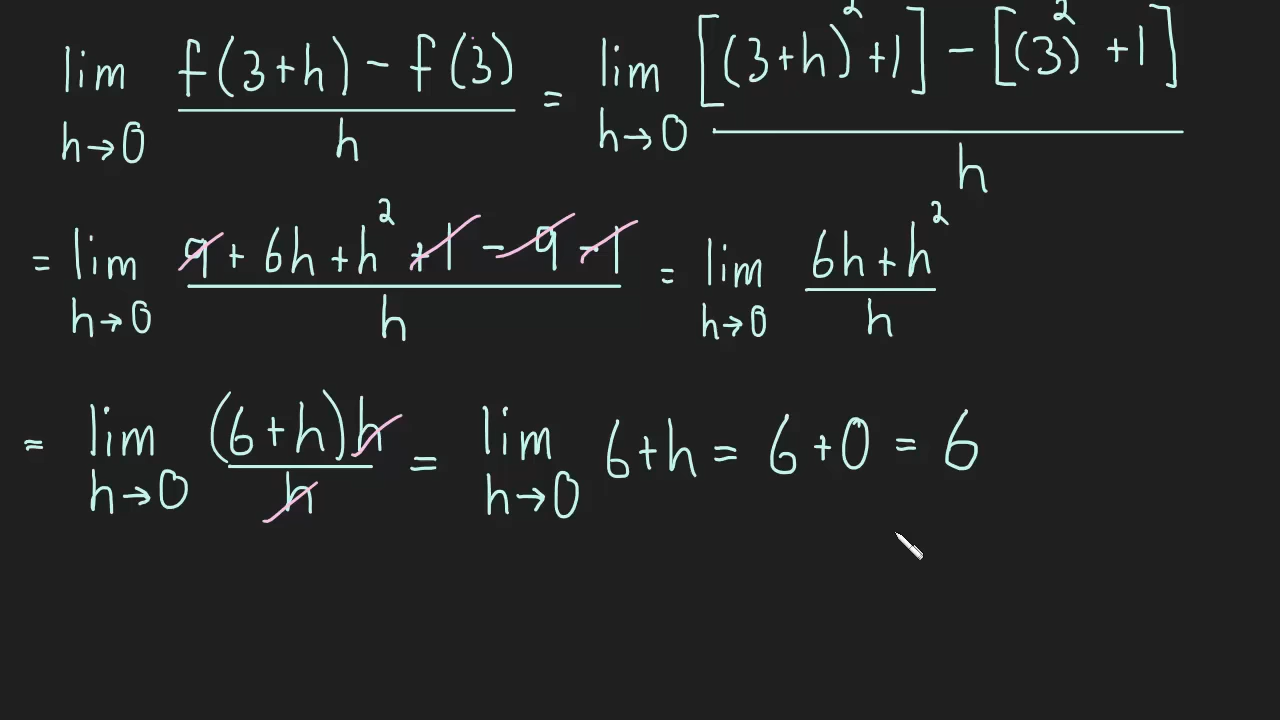 lim h→0 f(3+h) - f(3) / h = lim h→0 [(3+h)² +1] - [(3)² +1] / h
= lim h→0 9 + 6h + h² + 1 - 9 - 1 / h = lim h→0 6h + h² / h
= lim h→0 (6+h)h / h = lim h→0 6+h = 6+0 = 6